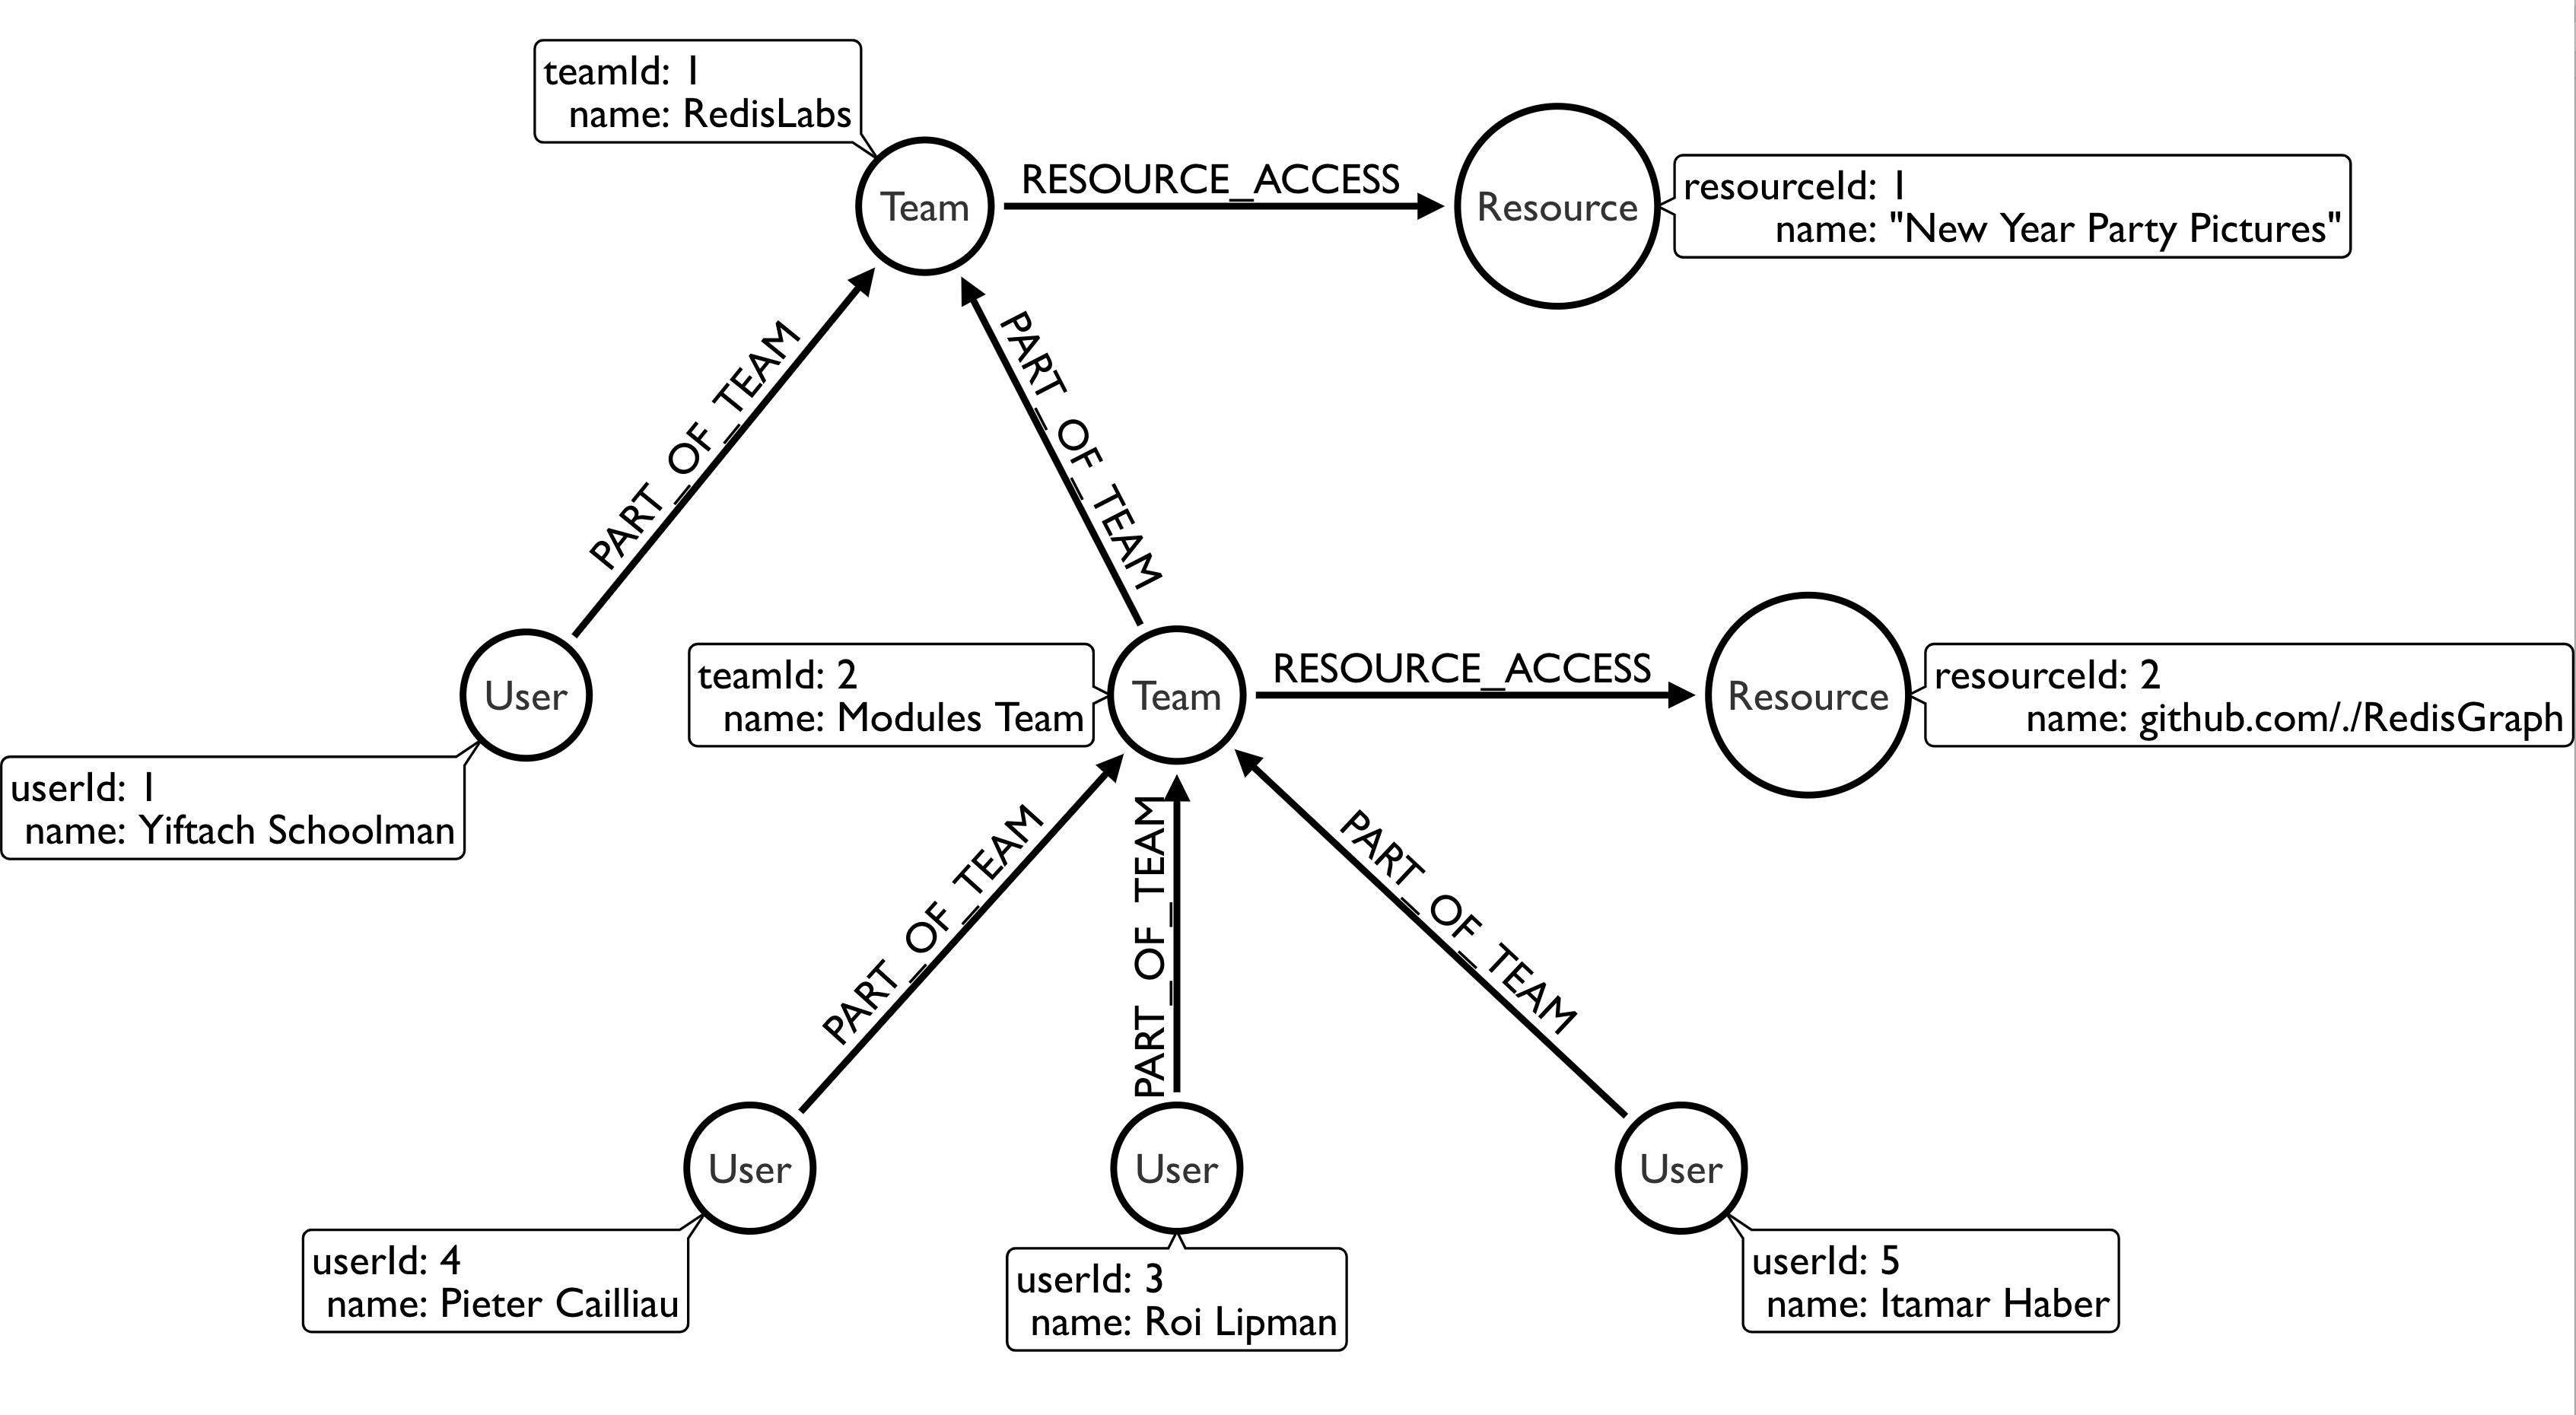 teamId: 1
name: RedisLabs
Team
RESOURCE_ACCESS
Resource
resourceId: 1
name: "New Year Party Pictures"
PART_OF_TEAM
PART_OF_TEAM
User
userId: 1
name: Yiftach Schoolman
teamId: 2
name: Modules Team
Team
RESOURCE_ACCESS
Resource
resourceId: 2
name: github.com/./RedisGraph
PART_OF_TEAM
PART_OF_TEAM
PART_OF_TEAM
User
userId: 4
name: Pieter Cailliau
User
userId: 3
name: Roi Lipman
User
userId: 5
name: Itamar Haber